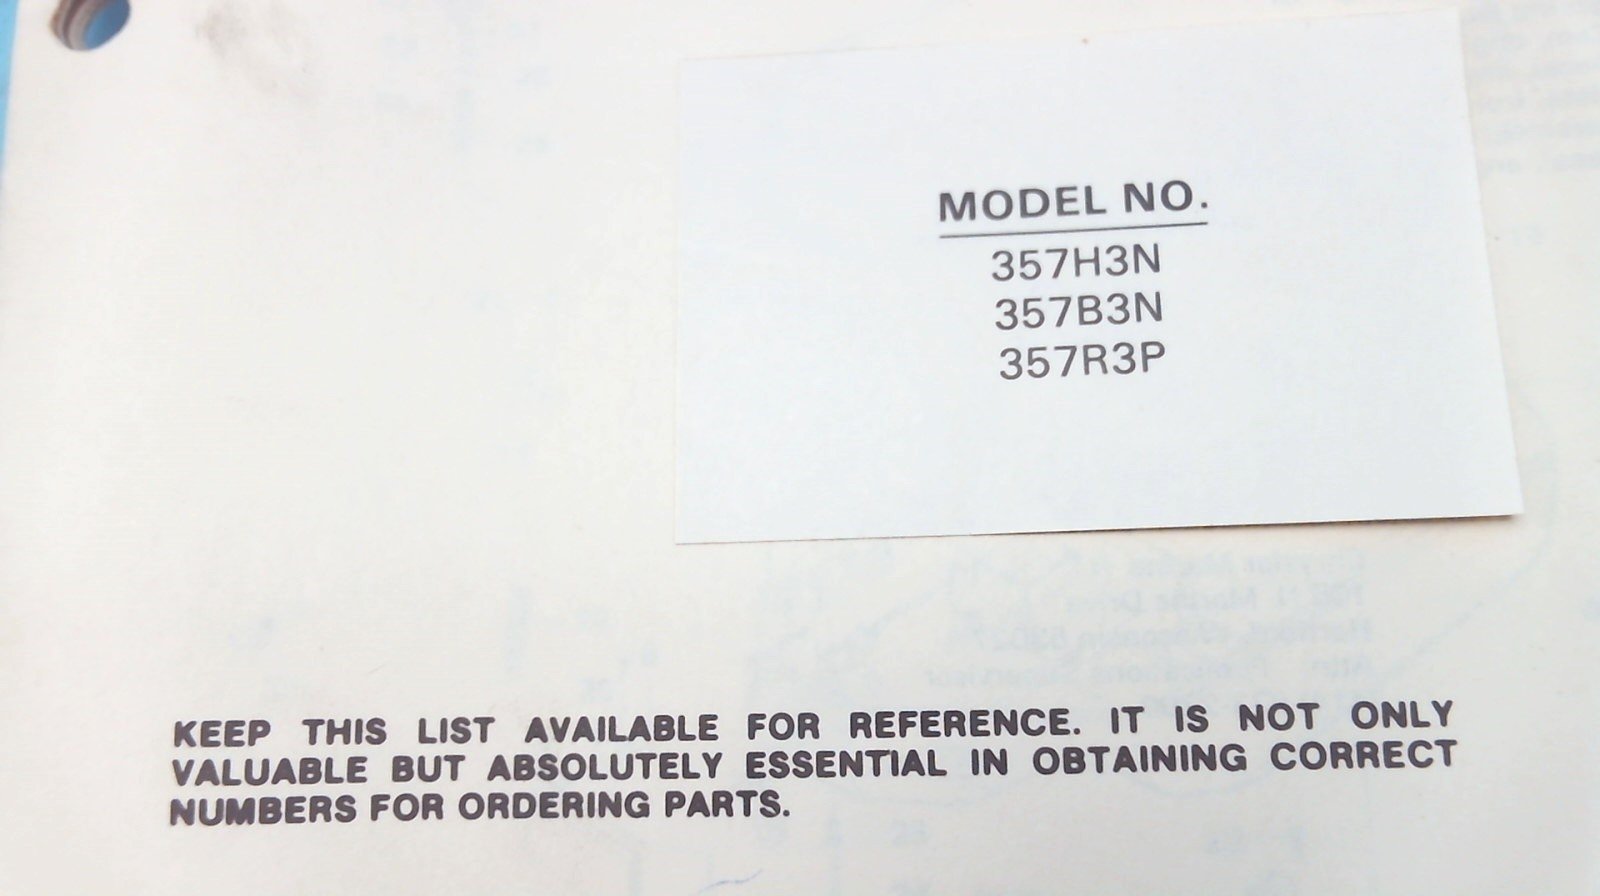 MODEL NO.
357H3N
357B3N
357R3P
KEEP THIS LIST AVAILABLE FOR REFERENCE. IT IS NOT ONLY
VALUABLE BUT ABSOLUTELY ESSENTIAL IN OBTAINING CORRECT
NUMBERS FOR ORDERING PARTS.